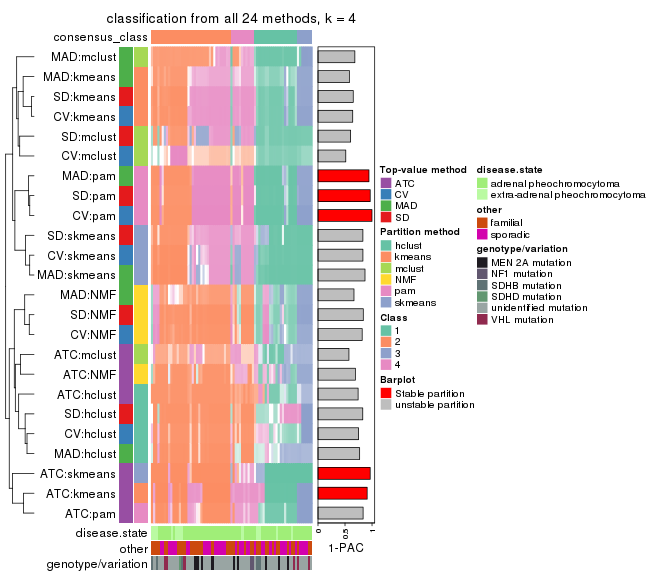 classification from all 24 methods, k = 4
consensus_class
MAD:mclust
MAD:kmeans
SD:kmeans
CV:kmeans
SD:mclust
CV:mclust
MAD:pam
SD:pam
CV:pam
SD:skmeans
CV:skmeans
MAD:skmeans
MAD:NMF
SD:NMF
CV:NMF
ATC:mclust
ATC:NMF
ATC:hclust
SD:hclust
CV:hclust
MAD:hclust
ATC:skmeans
ATC:kmeans
ATC:pam
disease.state
other
genotype/variation
0
0.5
1
1-PAC
Top-value method
ATC
CV
MAD
SD
Partition method
hclust
kmeans
mclust
NMF
pam
skmeans
Class
1
2
3
4
Barplot
Stable partition
unstable partition
disease.state
adrenal pheochromocytoma
extra-adrenal pheochromocytoma
other
familial
sporadic
genotype/variation
MEN 2A mutation
NF1 mutation
SDHB mutation
SDHD mutation
unidentified mutation
VHL mutation